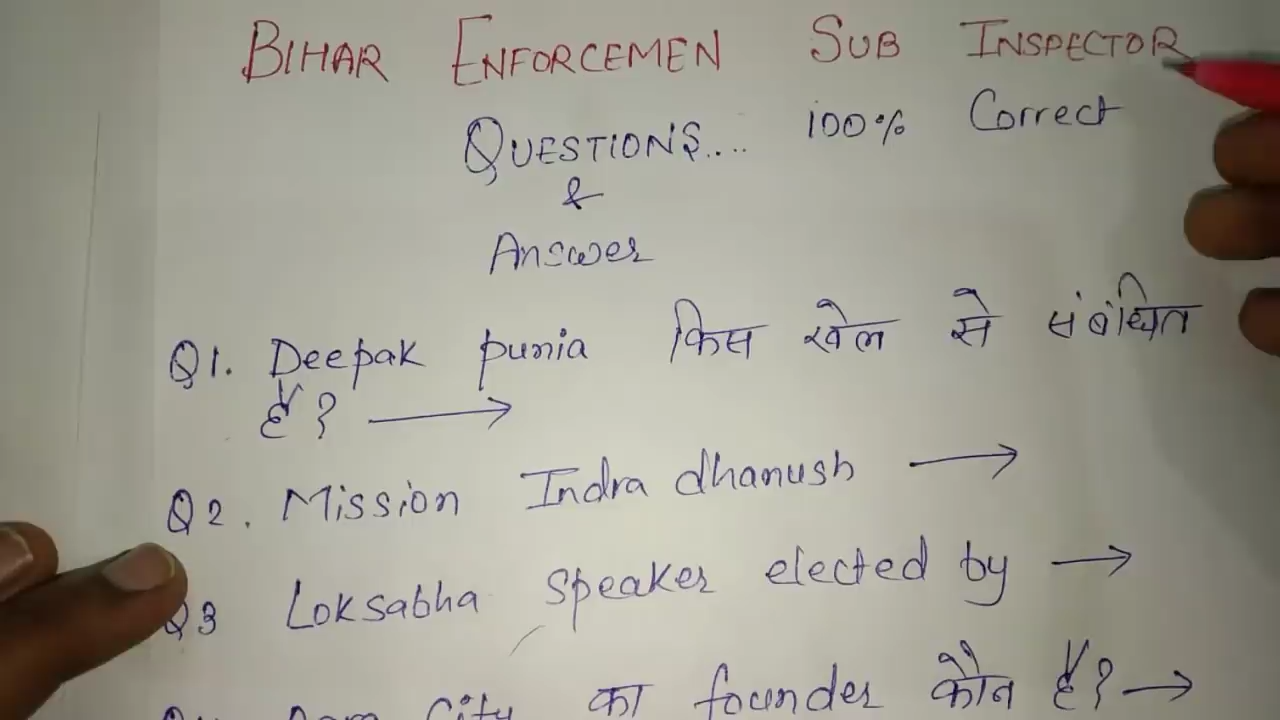 BIHAR ENFORCEMEN SUB INSPECTOR
QUESTIONS.... 100% Correct
&
Answer
Q1. Deepak punia किस खेल से संबंधित
हैं? →
Q2. Mission Indra dhanush →
Q3 Loksabha speaker elected by →
City का founder कौन हैं? →